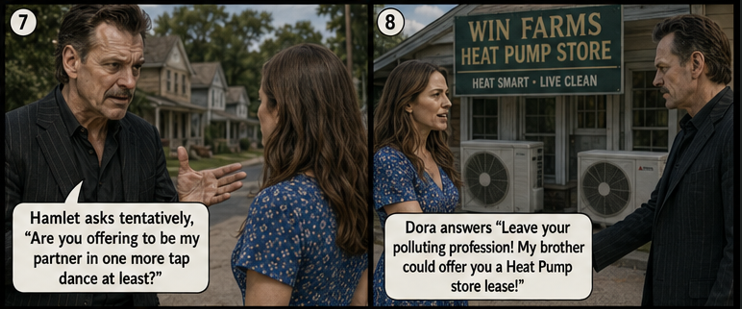 7
Hamlet asks tentatively,
“Are you offering to be my
partner in one more tap
dance at least?”
8
WIN FARMS
HEAT PUMP STORE
HEAT SMART · LIVE CLEAN
Dora answers “Leave your
polluting profession! My brother
could offer you a Heat Pump
store lease!”